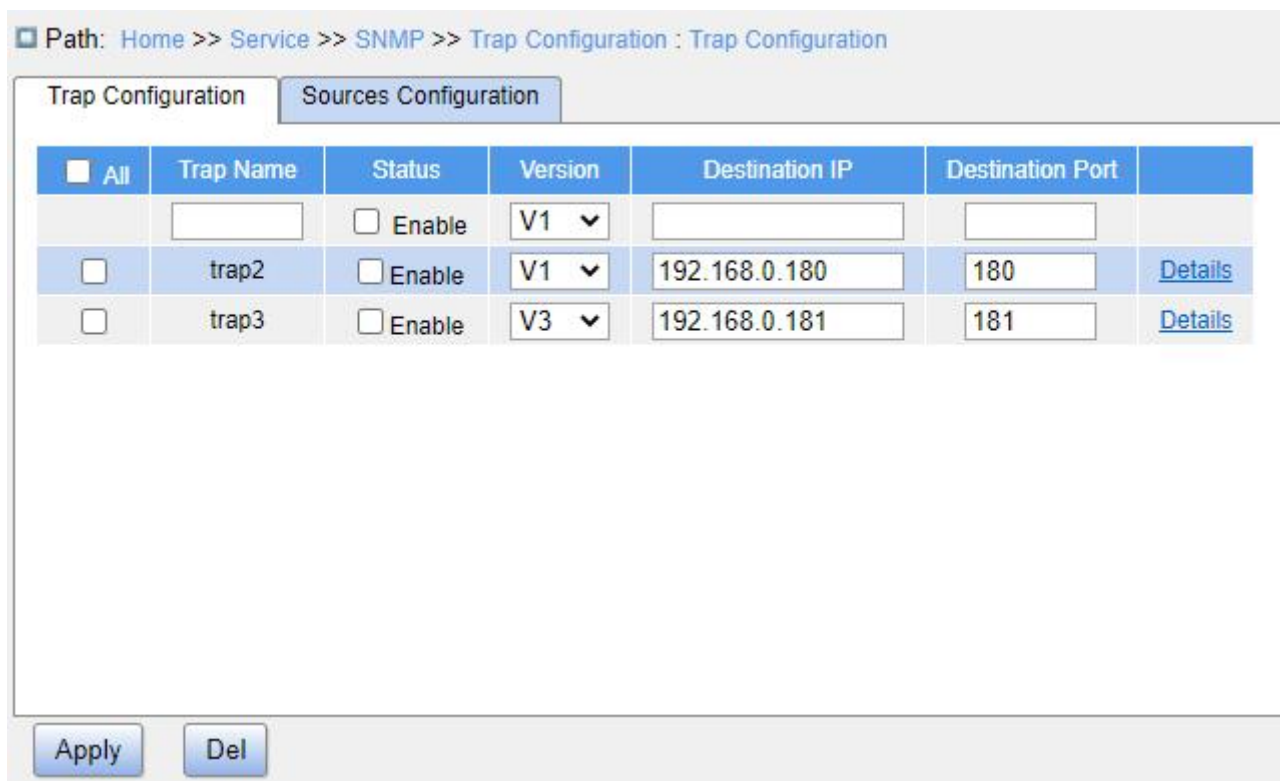 Path: Home >> Service >> SNMP >> Trap Configuration : Trap Configuration
Trap Configuration Sources Configuration
All Trap Name Status Version Destination IP Destination Port
Enable V1
trap2 Enable V1 192.168.0.180 180 Details
trap3 Enable V3 192.168.0.181 181 Details
Apply Del